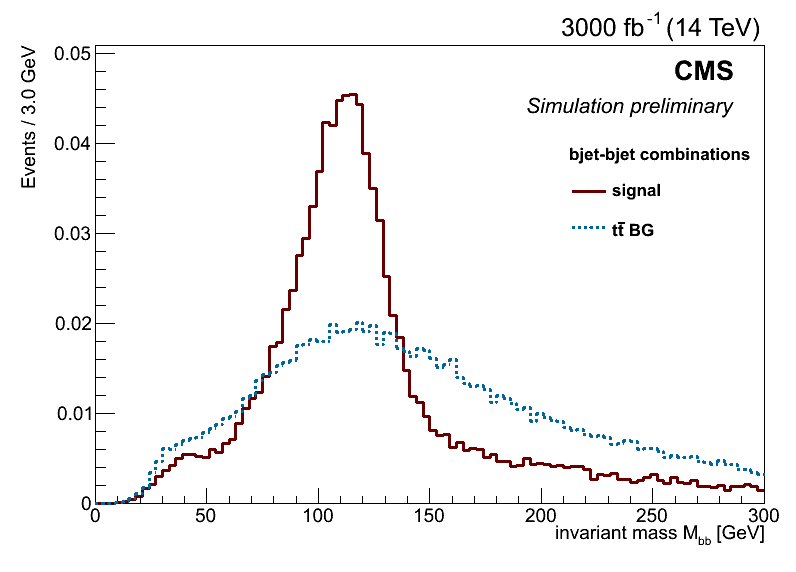 3000 fb-1 (14 TeV)
Events / 3.0 GeV
0.05
0.04
0.03
0.02
0.01
0
CMS
Simulation preliminary
bjet-bjet combinations
signal
tt̄ BG
0 50 100 150 200 250 300
invariant mass Mbb [GeV]